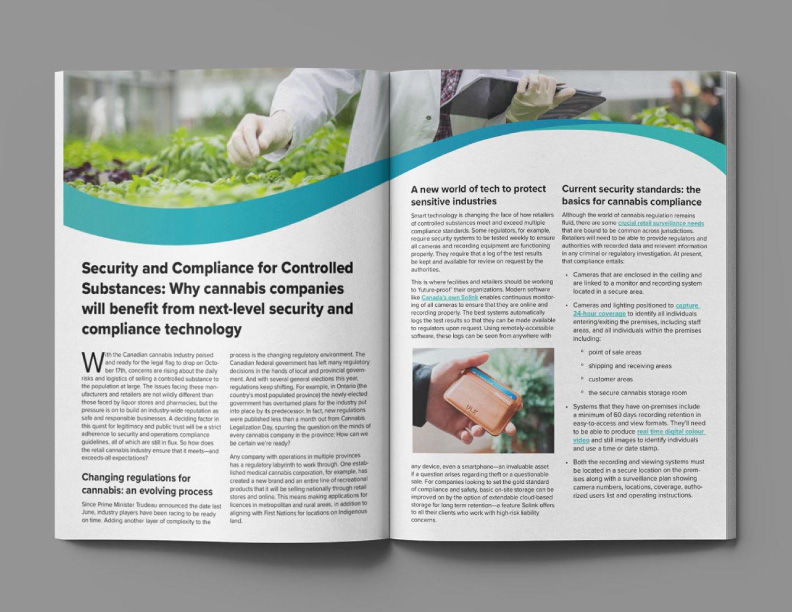 Security and Compliance for Controlled
Substances: Why cannabis companies
will benefit from next-level security and
compliance technology
With the Canadian cannabis industry poised
and ready for the legal flag to drop on Octo-
ber 17th, concerns are rising about the daily
risks and logistics of selling a controlled substance to
the population at large. The issues facing these man-
ufacturers and retailers are not wildly different than
those faced by liquor stores and pharmacies, but the
pressure is on to build an industry-wide reputation as
safe and responsible businesses. A deciding factor in
this quest for legitimacy and public trust will be a strict
adherence to security and operations compliance
guidelines, all of which are still in flux. So how does
the retail cannabis industry ensure that it meets—and
exceeds all expectations?
Changing regulations for
cannabis: an evolving process
Since Prime Minister Trudeau announced the date last
June, industry players have been racing to be ready
on time. Adding another layer of complexity to the
process is the changing regulatory environment. The
Canadian federal government has left many regulatory
decisions in the hands of local and provincial govern-
ment. And with several general elections this year,
regulations keep shifting. For example, in Ontario (the
country's most populated province) the newly-elected
government has overturned plans for the industry put
into place by its predecessor. In fact, new regulations
were published less then a month out from Cannabis
Legalization Day, spurring the question on the minds of
every cannabis company in the province: How can we
be certain we're ready?
Any company with operations in multiple provinces
has a regulatory labyrinth to work through. One estab-
lished medical cannabis corporation, for example, has
created a new brand and an entire line of recreational
products that it will be selling nationally through retail
stores and online. This means making applications for
licences in metropolitan and rural areas, in addition to
aligning with First Nations for locations on Indigenous
land.
A new world of tech to protect
sensitive industries
Smart technology is changing the face of how retailers
of controlled substances meet and exceed multiple
compliance standards. Some regulators, for example,
require security systems to be tested weekly to ensure
all cameras and recording equipment are functioning
properly. They require that a log of the test results
be kept and available for review on request by the
authorities.
This is where facilities and retailers should be working
to 'future-proof' their organizations. Modern software
like Canada's own Solink enables continuous monitor-
ing of all cameras to ensure that they are online and
recording properly. The best systems automatically
logs the test results so that they can be made available
to regulators upon request. Using remotely-accessible
software, these logs can be seen from anywhere with
any device, even a smartphone—an invaluable asset
if a question arises regarding theft or a questionable
sale. For companies looking to set the gold standard
of compliance and safety, basic on-site storage can be
improved on by the option of extendable cloud-based
storage for long term retention—a feature Solink offers
to all their clients who work with high-risk liability
concerns.
Current security standards: the
basics for cannabis compliance
Although the world of cannabis regulation remains
fluid, there are some crucial retail surveillance needs
that are bound to be common across jurisdictions.
Retailers will need to be able to provide regulators and
authorities with recorded data and relevant information
in any criminal or regulatory investigation. At present,
that compliance entails:
• Cameras that are enclosed in the ceiling and
are linked to a monitor and recording system
located in a secure area.
• Cameras and lighting positioned to capture
24-hour coverage to identify all individuals
entering/exiting the premises, including staff
areas, and all individuals within the premises
including:
° point of sale areas
° shipping and receiving areas
° customer areas
° the secure cannabis storage room
• Systems that they have on-premises include
a minimum of 60 days recording retention in
easy-to-access and view formats. They'll need
to be able to produce real time digital colour
video and still images to identify individuals
and use a time or date stamp.
• Both the recording and viewing systems must
be located in a secure location on the prem-
ises along with a surveillance plan showing
camera numbers, locations, coverage, autho-
rized users list and operating instructions.